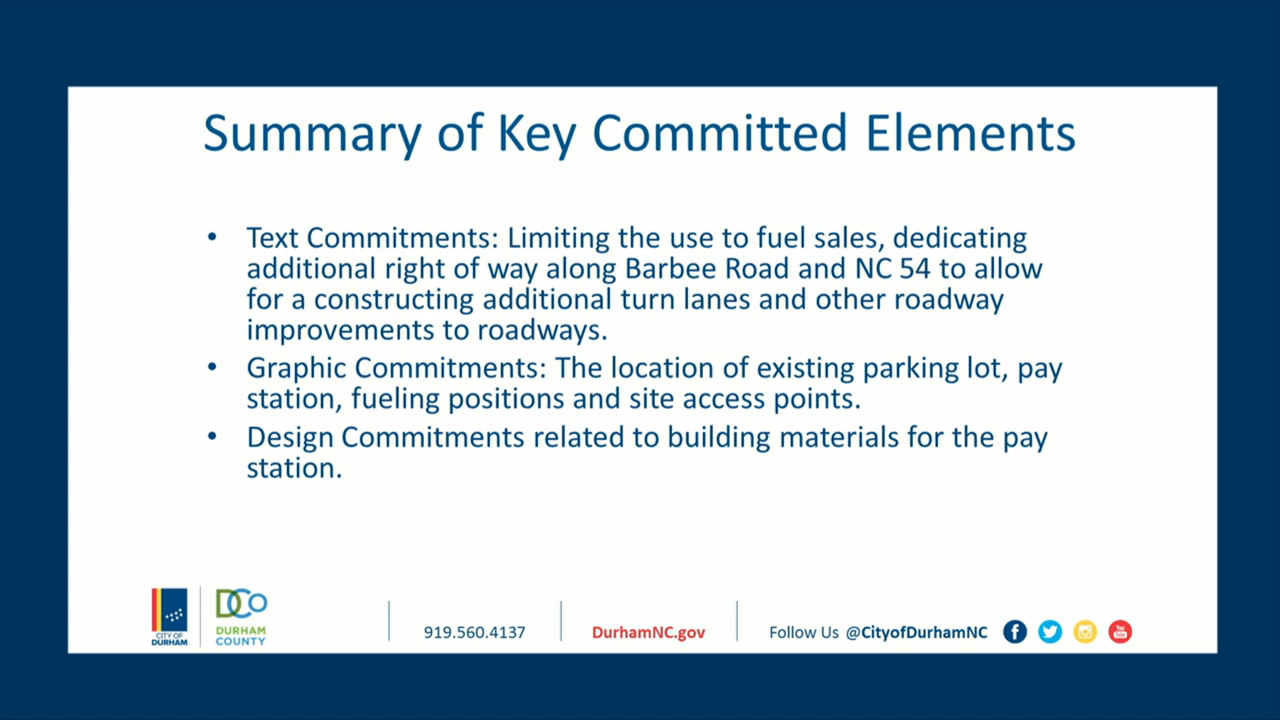 Summary of Key Committed Elements
• Text Commitments: Limiting the use to fuel sales, dedicating
additional right of way along Barbee Road and NC 54 to allow
for a constructing additional turn lanes and other roadway
improvements to roadways.
• Graphic Commitments: The location of existing parking lot, pay
station, fueling positions and site access points.
• Design Commitments related to building materials for the pay
station.
CITY OF
DURHAM
DCo
DURHAM
COUNTY
919.560.4137
DurhamNC.gov
Follow Us @CityofDurhamNC
f
You
Tube